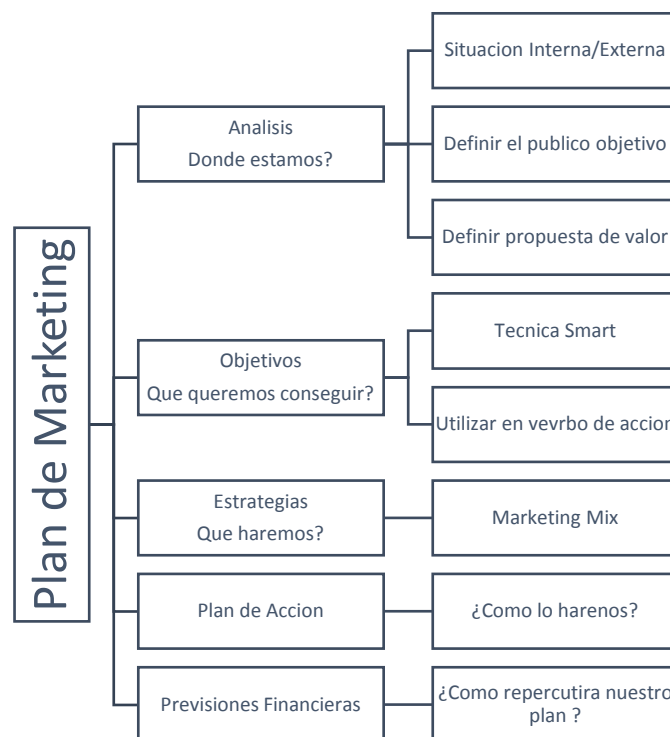 Plan de Marketing
Analisis
Donde estamos?
Situacion Interna/Externa
Definir el publico objetivo
Definir propuesta de valor
Objetivos
Que queremos conseguir?
Tecnica Smart
Utilizar en vevrbo de accion
Estrategias
Que haremos?
Marketing Mix
Plan de Accion
¿Como lo harenos?
Previsiones Financieras
¿Como repercutira nuestro
plan ?